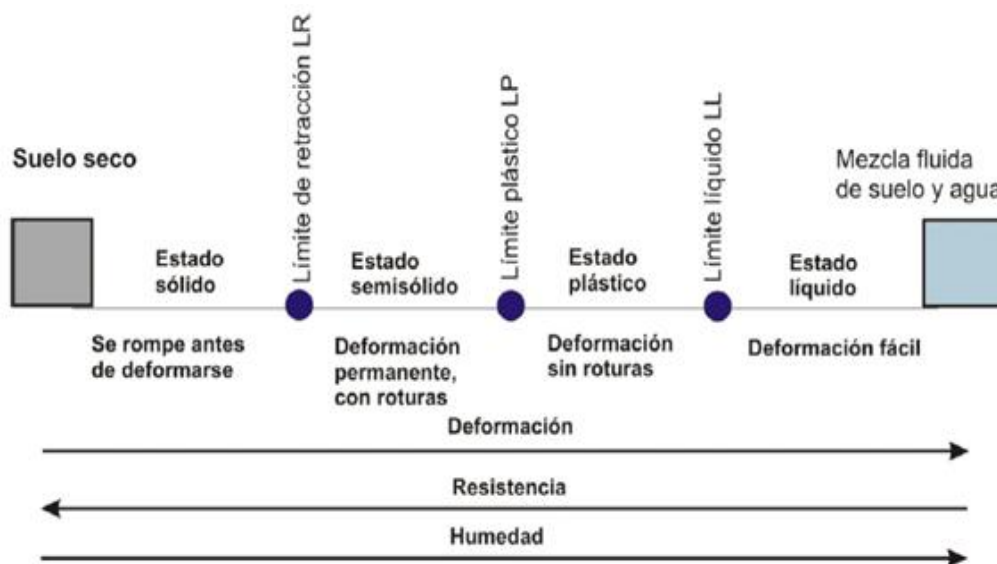 Límite de retracción LR
Límite plástico LP
Límite líquido LL
Suelo seco
Mezcla fluida
de suelo y agua
Estado
sólido
Estado
semisólido
Estado
plástico
Estado
líquido
Se rompe antes
de deformarse
Deformación
permanente,
con roturas
Deformación
sin roturas
Deformación fácil
Deformación
Resistencia
Humedad